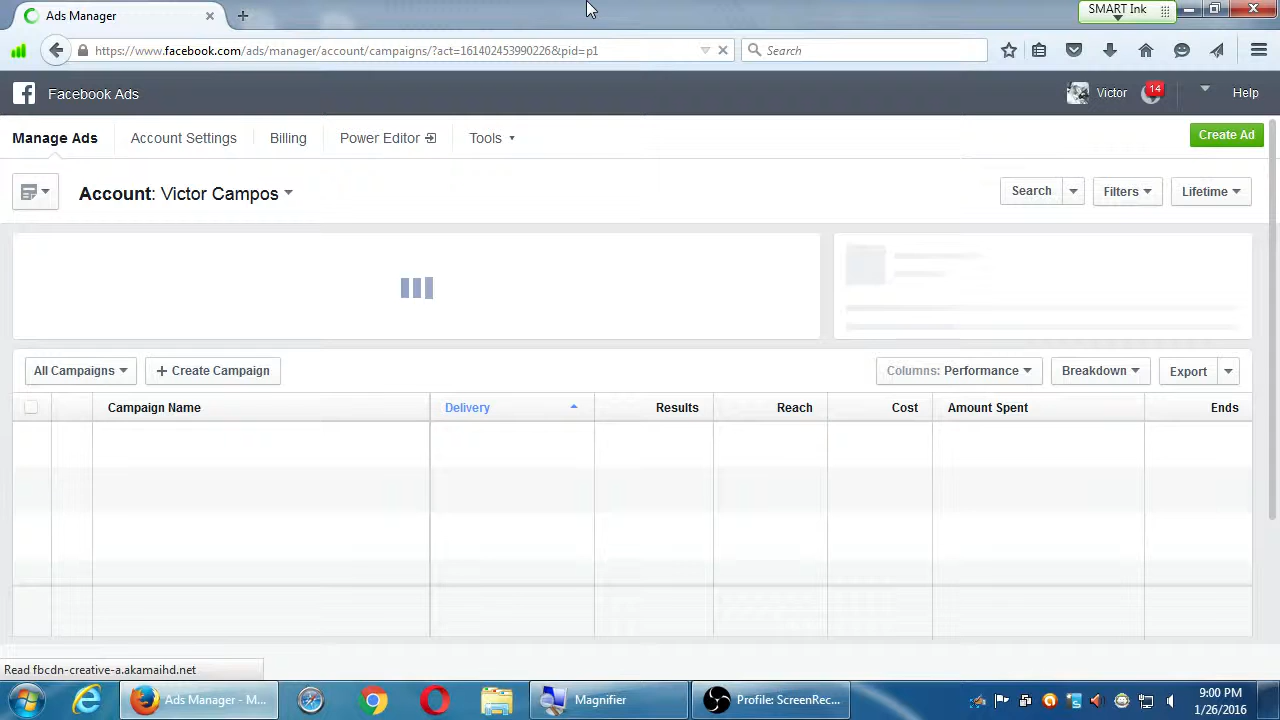 Ads Manager
SMART Ink
https://www.facebook.com/ads/manager/account/campaigns/?act=161402453990226&pid=p1
Search
Facebook Ads
Victor
14
Help
Manage Ads
Account Settings
Billing
Power Editor
Tools
Create Ad
Account: Victor Campos
Search
Filters
Lifetime
All Campaigns
Create Campaign
Columns: Performance
Breakdown
Export
Campaign Name
Delivery
Results
Reach
Cost
Amount Spent
Ends
Read fbcdn-creative-a.akamaihd.net
Ads Manager - M...
Magnifier
Profile: ScreenRec...
9:00 PM
1/26/2016